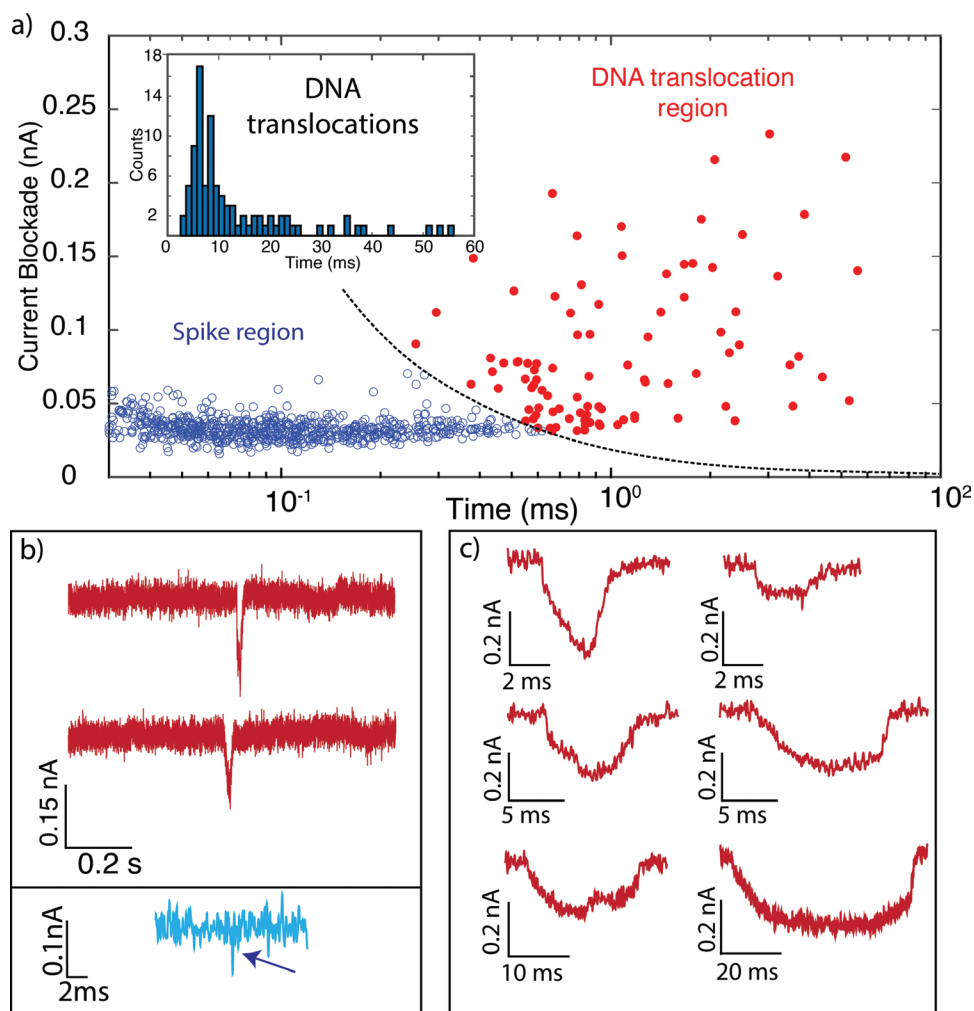 a)
0.3
0.25
0.2
0.15
0.1
0.05
0
Current Blockade (nA)
10⁻¹
10⁰
10²
Time (ms)
DNA translocation
region
Spike region
18
14
10
6
2
Counts
DNA
translocations
0 10 20 30 40 50 60
Time (ms)
b)
0.15 nA
0.2 s
0.1nA
2ms
c)
0.2 nA
2 ms
0.2 nA
2 ms
0.2 nA
5 ms
0.2 nA
5 ms
0.2 nA
10 ms
0.2 nA
20 ms